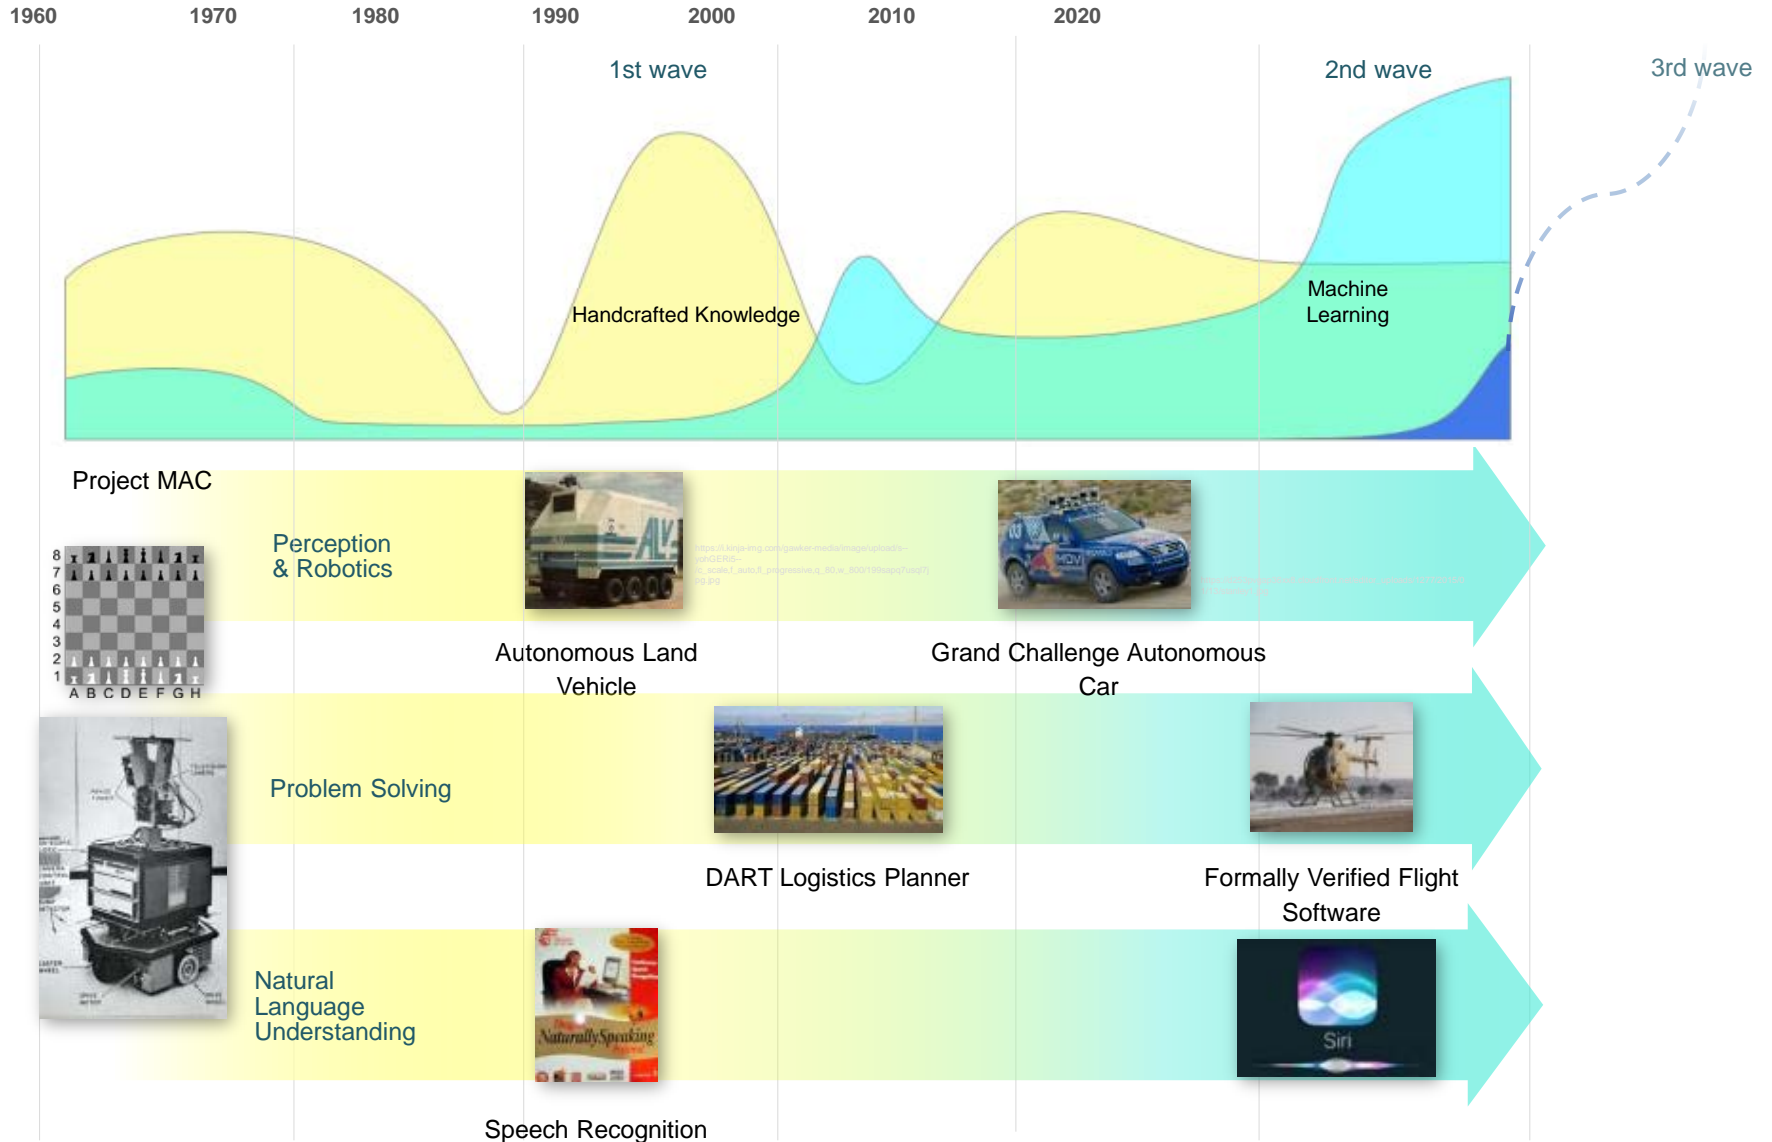 1960 1970 1980 1990 2000 2010 2020
1st wave
2nd wave
3rd wave
Handcrafted Knowledge
Machine
Learning
Project MAC
8
7
6
5
4
3
2
1
A B C D E F G H
Perception
& Robotics
ALV
Autonomous Land
Vehicle
Grand Challenge Autonomous
Car
Problem Solving
DART Logistics Planner
Formally Verified Flight
Software
Natural
Language
Understanding
NaturallySpeaking
Speech Recognition
Siri